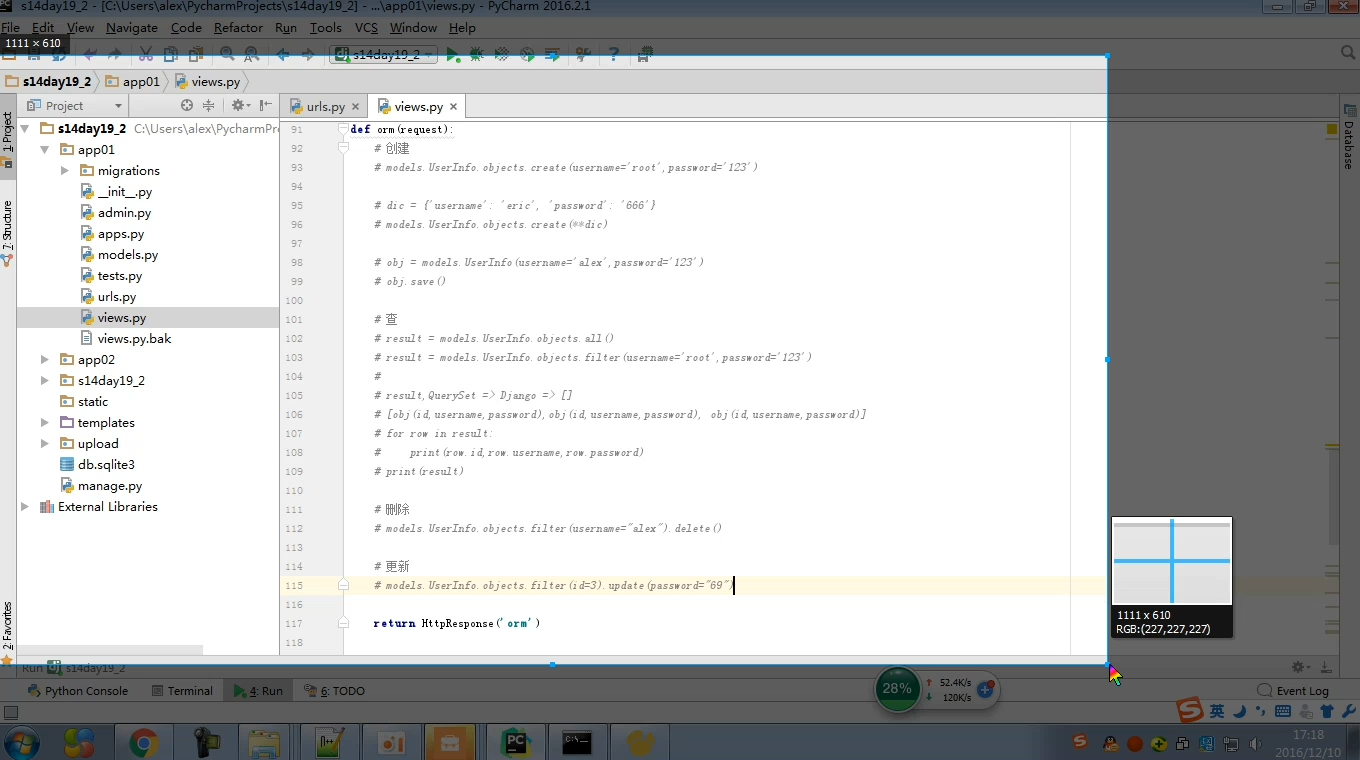 s14day19_2 - [C:\Users\alex\PycharmProjects\s14day19_2] - ...\app01\views.py - PyCharm 2016.2.1
File Edit View Navigate Code Refactor Run Tools VCS Window Help
1111 × 610
s14day19_2
s14day19_2 app01 views.py
Project
urls.py
views.py
1: Project
7: Structure
2: Favorites
Database
s14day19_2 C:\Users\alex\PycharmPr
app01
migrations
__init__.py
admin.py
apps.py
models.py
tests.py
urls.py
views.py
views.py.bak
app02
s14day19_2
static
templates
upload
db.sqlite3
manage.py
External Libraries
91 def orm(request):
92 # 创建
93 # models.UserInfo.objects.create(username='root',password='123')
94
95 # dic = {'username': 'eric', 'password': '666'}
96 # models.UserInfo.objects.create(**dic)
97
98 # obj = models.UserInfo(username='alex',password='123')
99 # obj.save()
100
101 # 查
102 # result = models.UserInfo.objects.all()
103 # result = models.UserInfo.objects.filter(username='root',password='123')
104 #
105 # result,QuerySet => Django => []
106 # [obj(id,username,password),obj(id,username,password), obj(id,username,password)]
107 # for row in result:
108 # print(row.id,row.username,row.password)
109 # print(result)
110
111 # 删除
112 # models.UserInfo.objects.filter(username="alex").delete()
113
114 # 更新
115 # models.UserInfo.objects.filter(id=3).update(password="69")
116
117 return HttpResponse('orm')
118
1111 x 610
RGB:(227,227,227)
Run s14day19_2
Python Console Terminal 4: Run 6: TODO
28%
52.4K/s
120K/s
Event Log
英
17:18
2016/12/10